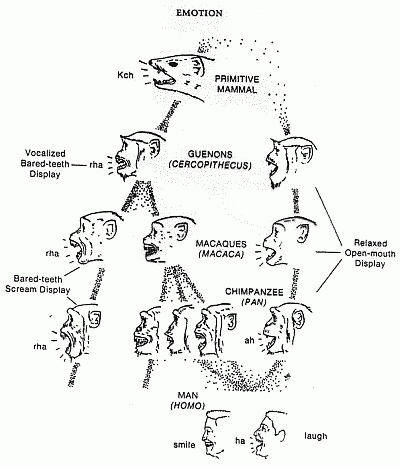 EMOTION
Kch
PRIMITIVE
MAMMAL
Vocalized
Bared-teeth
Display
rha
GUENONS
(CERCOPITHECUS)
rha
MACAQUES
(MACACA)
Relaxed
Open-mouth
Display
Bared-teeth
Scream Display
CHIMPANZEE
(PAN)
rha
ah
MAN
(HOMO)
smile
ha
laugh